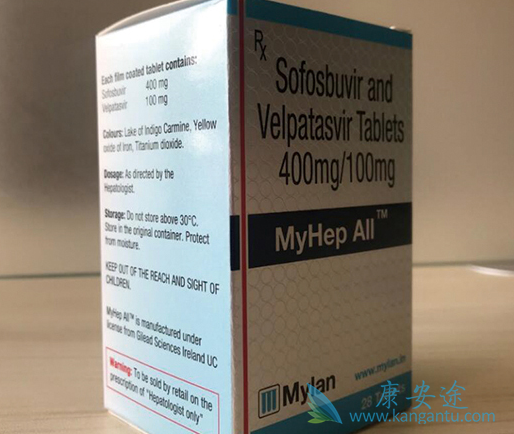 Each film coated tablet contains:
Sofosbuvir 400 mg
Velpatasvir 100 mg
Colours: Lake of Indigo Carmine, Yellow
oxide of Iron, Titanium dioxide.
Dosage: As directed by the
Hepatologist.
Storage: Do not store above 30°C.
Store in the original container. Protect
from moisture.
KEEP OUT OF THE REACH AND SIGHT OF
CHILDREN.
MyHep All™ is manufactured under
license from Gilead Sciences Ireland UC
Warning: To be sold by retail on the
prescription of "Hepatologist only"
Rx
Sofosbuvir and
Velpatasvir Tablets
400mg/100mg
MyHep All™
Mylan
www.mylan.in
28
康安途
www.kangantu.com